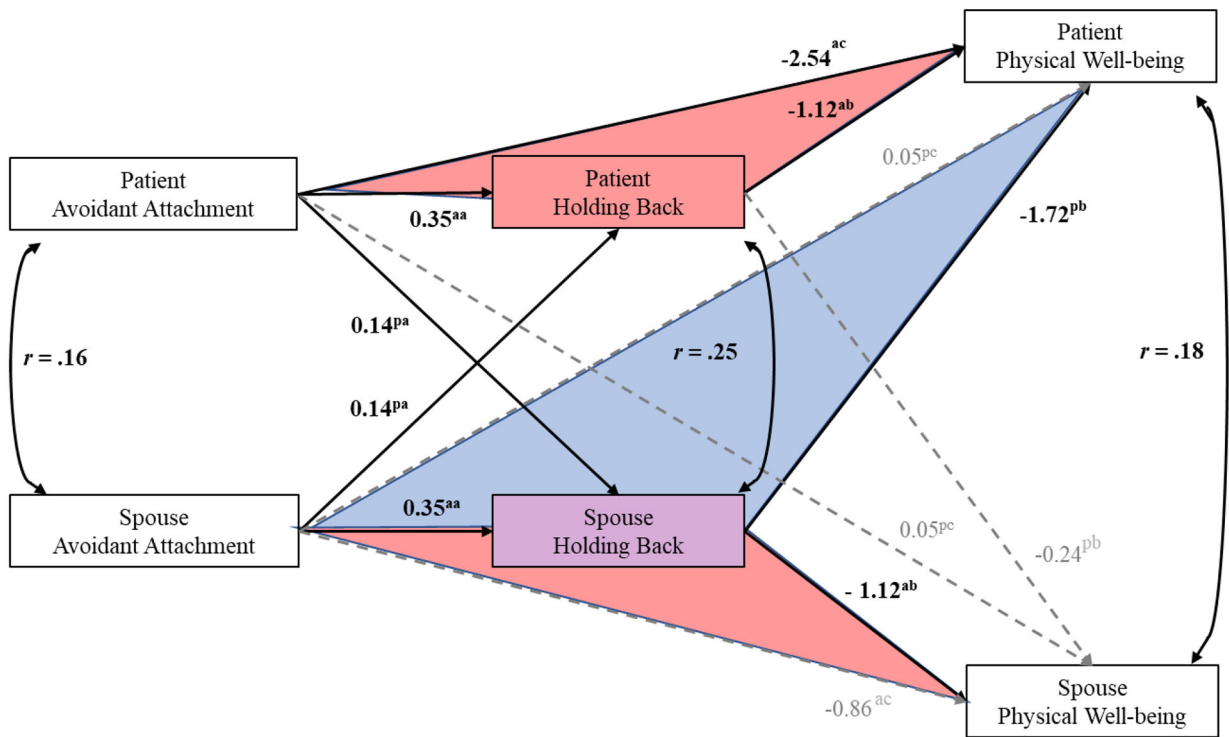 Patient
Physical Well-being
-2.54ac
-1.12ab
0.05pc
Patient
Avoidant Attachment
Patient
Holding Back
0.35aa
-1.72pb
0.14pa
r = .16
r = .25
r = .18
0.14pa
0.35aa
Spouse
Avoidant Attachment
Spouse
Holding Back
0.05pc
-0.24pb
- 1.12ab
-0.86 ac
Spouse
Physical Well-being